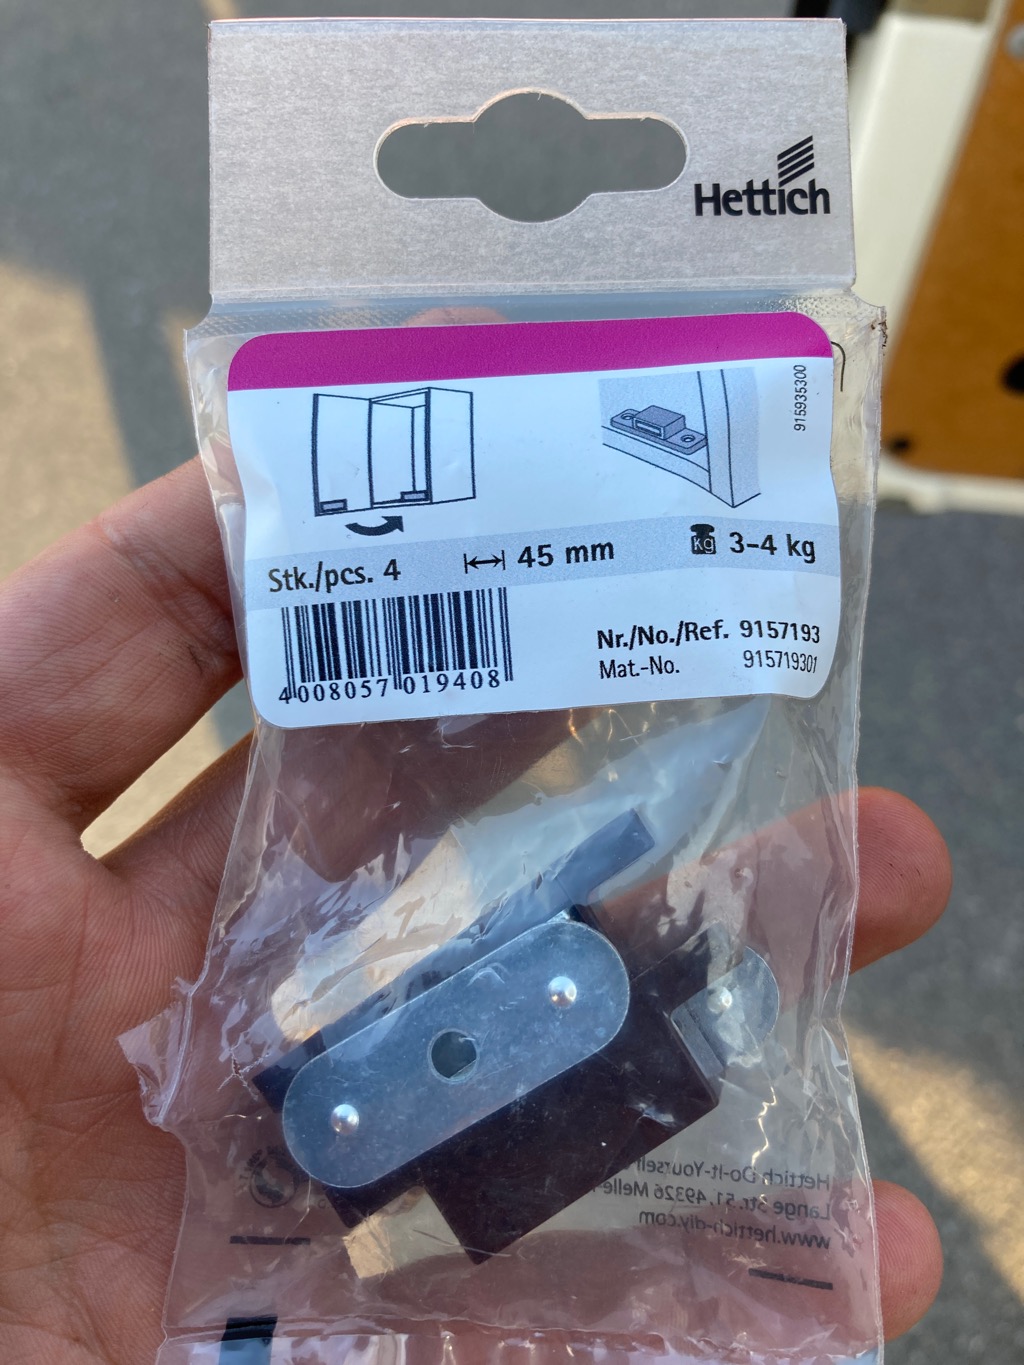 Hettich
915935300
Stk./pcs. 4
45 mm
kg 3-4 kg
4 008057 019408
Nr./No./Ref. 9157193
Mat.-No. 915719301
Hettich Do-It-Yourself
Lange Str. 51, 49326 Melle
www.hettich-diy.com